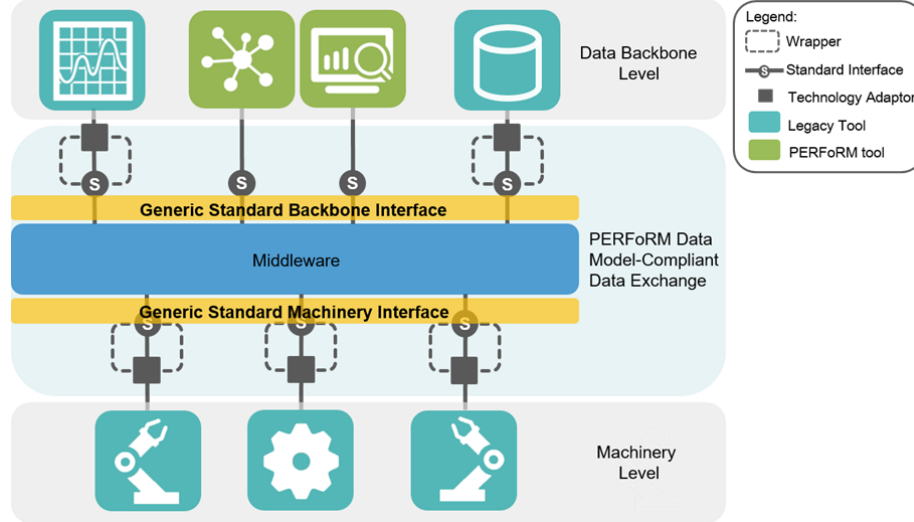 Data Backbone
Level
Legend:
Wrapper
S
Standard Interface
Technology Adaptor
Legacy Tool
PERFoRM tool
S
S
S
S
Generic Standard Backbone Interface
Middleware
PERFoRM Data
Model-Compliant
Data Exchange
Generic Standard Machinery Interface
S
S
S
Machinery
Level